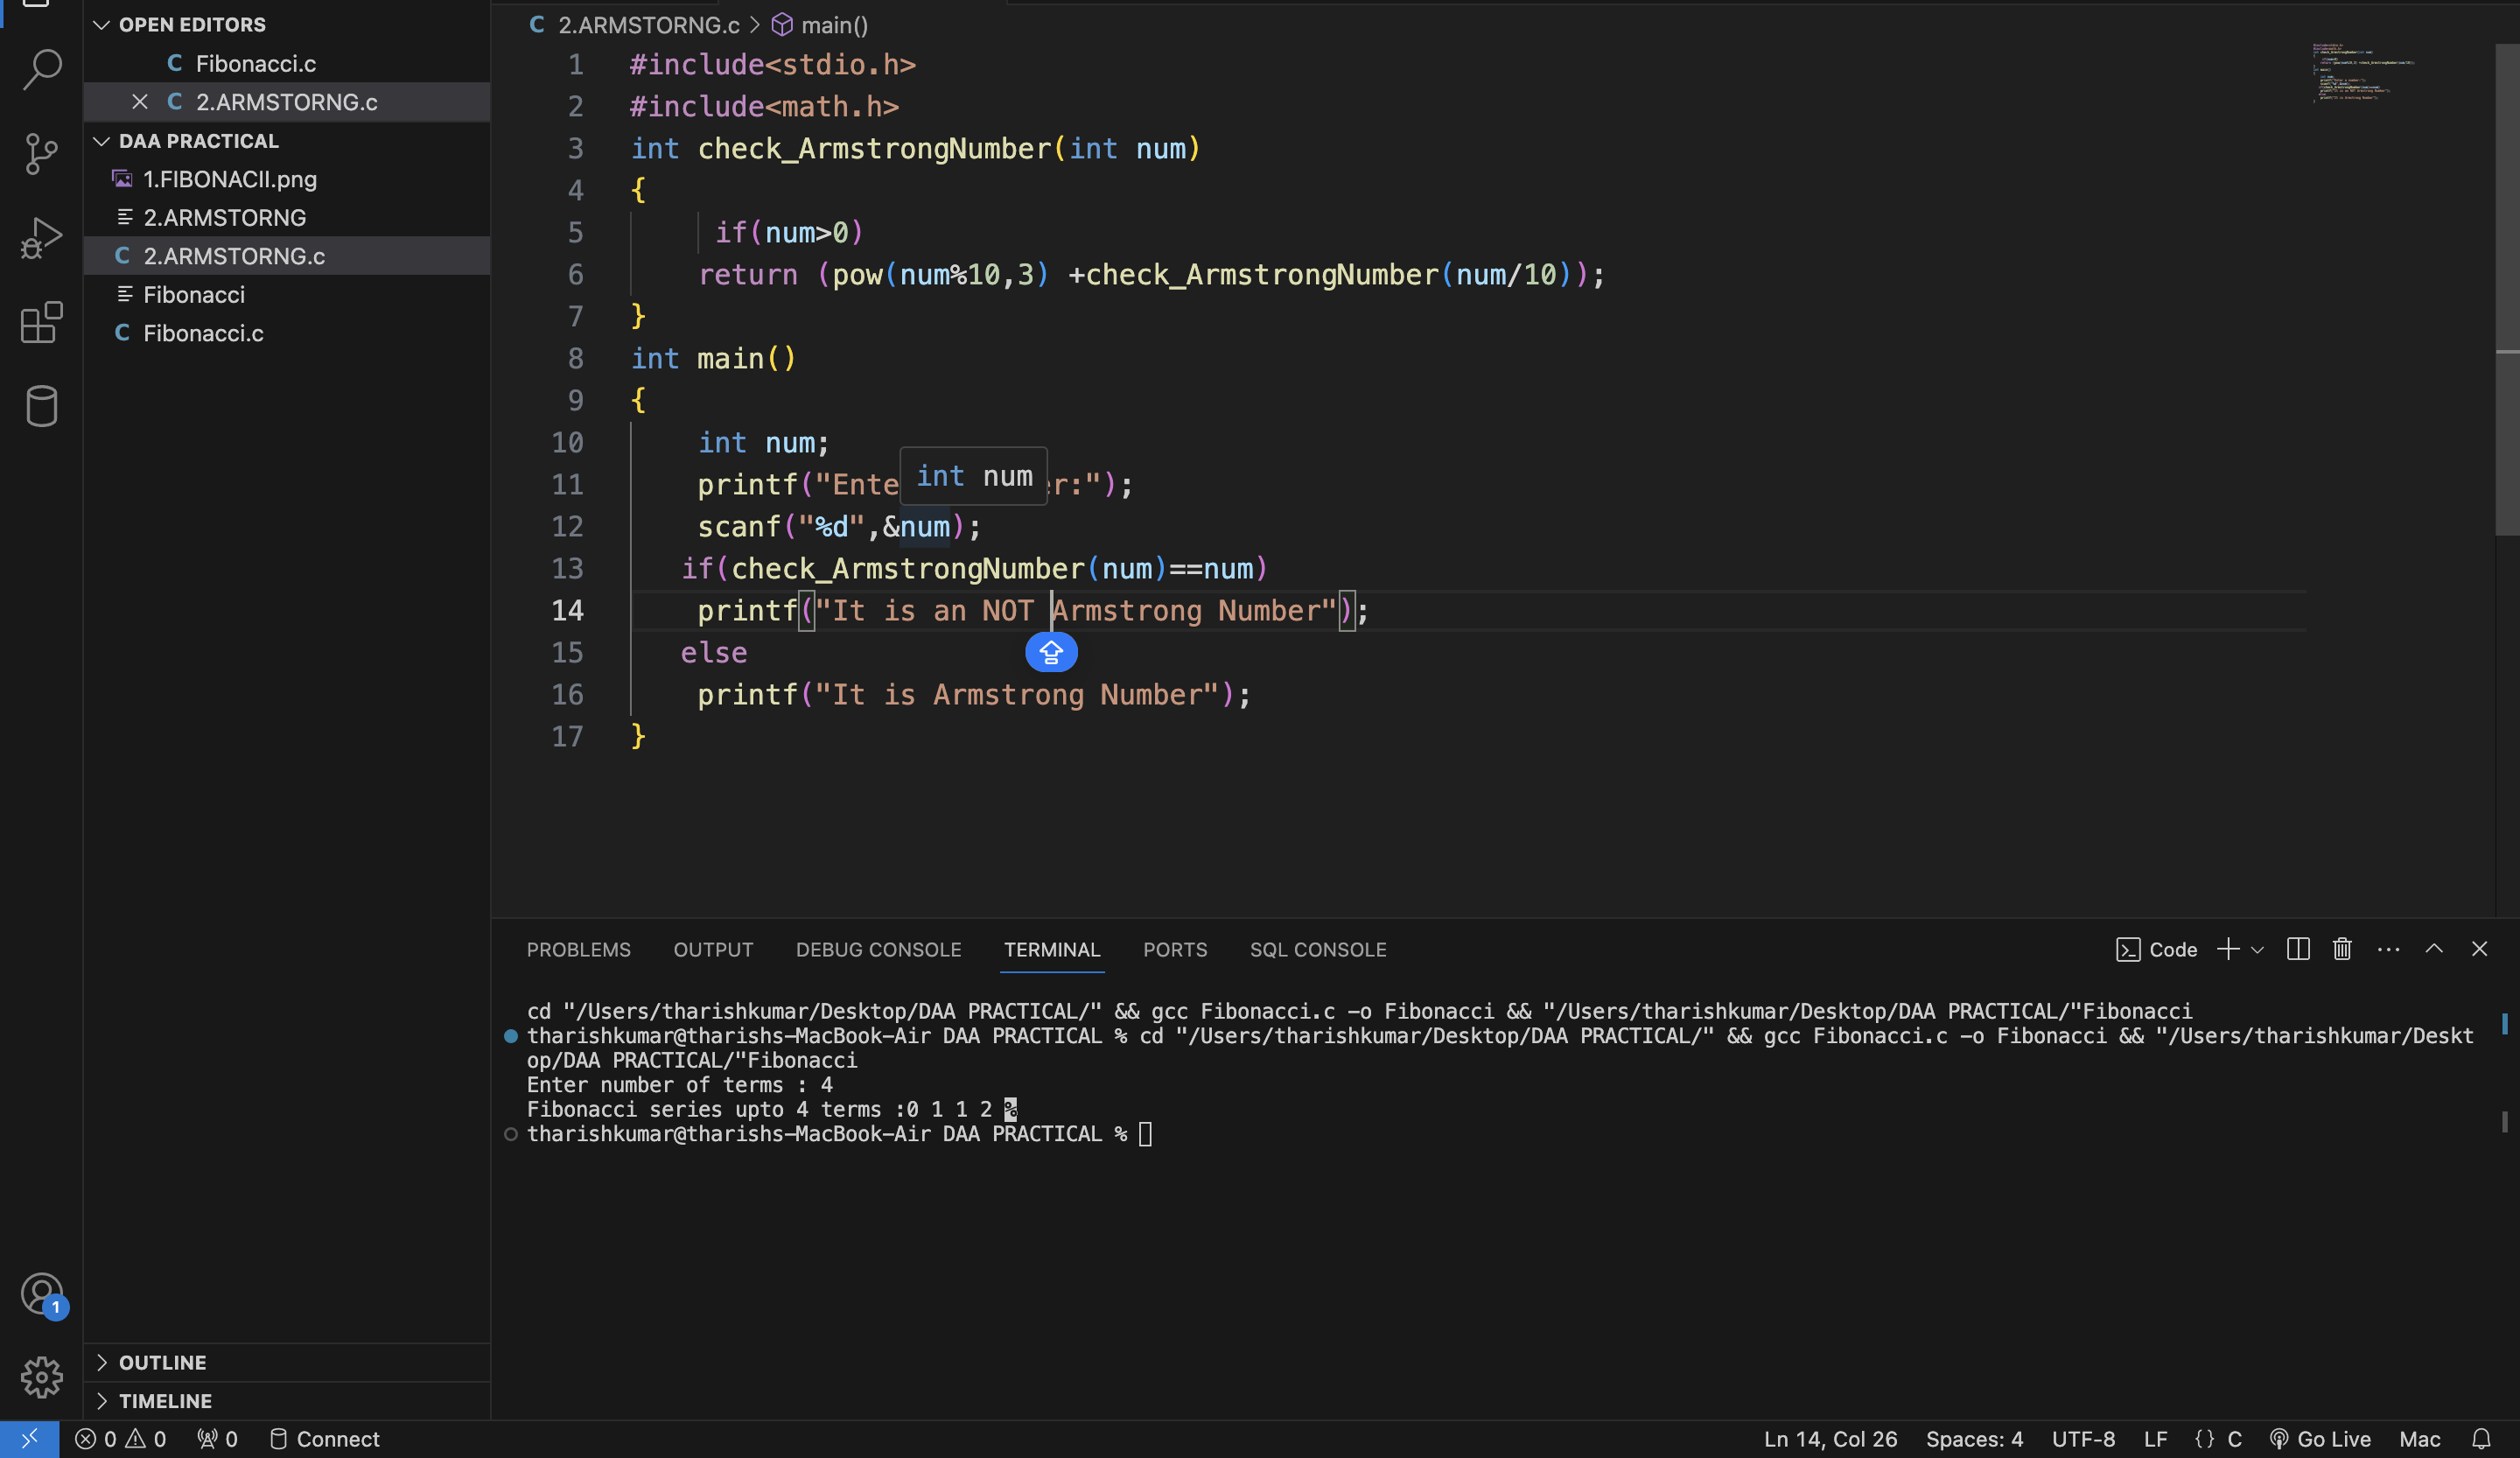 OPEN EDITORS
Fibonacci.c
2.ARMSTORNG.c
DAA PRACTICAL
1.FIBONACII.png
2.ARMSTORNG
2.ARMSTORNG.c
Fibonacci
Fibonacci.c
1
OUTLINE
TIMELINE
2.ARMSTORNG.c > main()
1 #include<stdio.h>
2 #include<math.h>
3 int check_ArmstrongNumber(int num)
4 {
5 if(num>0)
6 return (pow(num%10,3) +check_ArmstrongNumber(num/10));
7 }
8 int main()
9 {
10 int num;
int num
11 printf("Ente r:");
12 scanf("%d",&num);
13 if(check_ArmstrongNumber(num)==num)
14 printf("It is an NOT Armstrong Number");
15 else
16 printf("It is Armstrong Number");
17 }
PROBLEMS OUTPUT DEBUG CONSOLE TERMINAL PORTS SQL CONSOLE Code
cd "/Users/tharishkumar/Desktop/DAA PRACTICAL/" && gcc Fibonacci.c -o Fibonacci && "/Users/tharishkumar/Desktop/DAA PRACTICAL/"Fibonacci
tharishkumar@tharishs-MacBook-Air DAA PRACTICAL % cd "/Users/tharishkumar/Desktop/DAA PRACTICAL/" && gcc Fibonacci.c -o Fibonacci && "/Users/tharishkumar/Deskt
op/DAA PRACTICAL/"Fibonacci
Enter number of terms : 4
Fibonacci series upto 4 terms :0 1 1 2 %
tharishkumar@tharishs-MacBook-Air DAA PRACTICAL %
0 0 0 Connect Ln 14, Col 26 Spaces: 4 UTF-8 LF {} C Go Live Mac